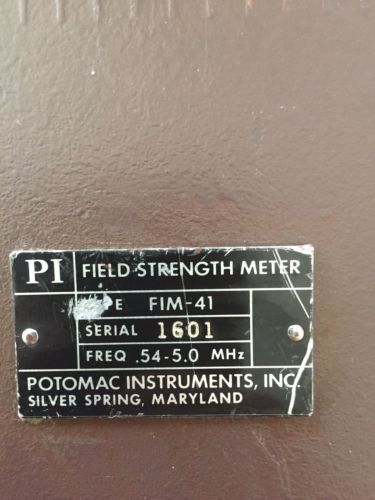 PI FIELD STRENGTH METER
TYPE FIM-41
SERIAL 1601
FREQ .54-5.0 MHz
POTOMAC INSTRUMENTS, INC.
SILVER SPRING, MARYLAND